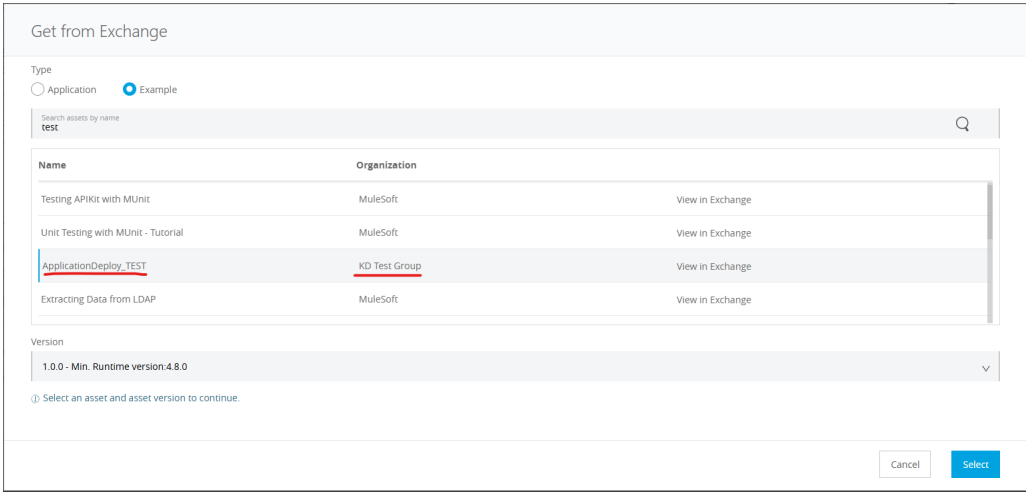 Get from Exchange
Type
Application Example
Search assets by name
test
Name Organization
Testing APIKit with MUnit MuleSoft View in Exchange
Unit Testing with MUnit - Tutorial MuleSoft View in Exchange
ApplicationDeploy_TEST KD Test Group View in Exchange
Extracting Data from LDAP MuleSoft View in Exchange
Version
1.0.0 - Min. Runtime version:4.8.0
Select an asset and asset version to continue.
Cancel Select